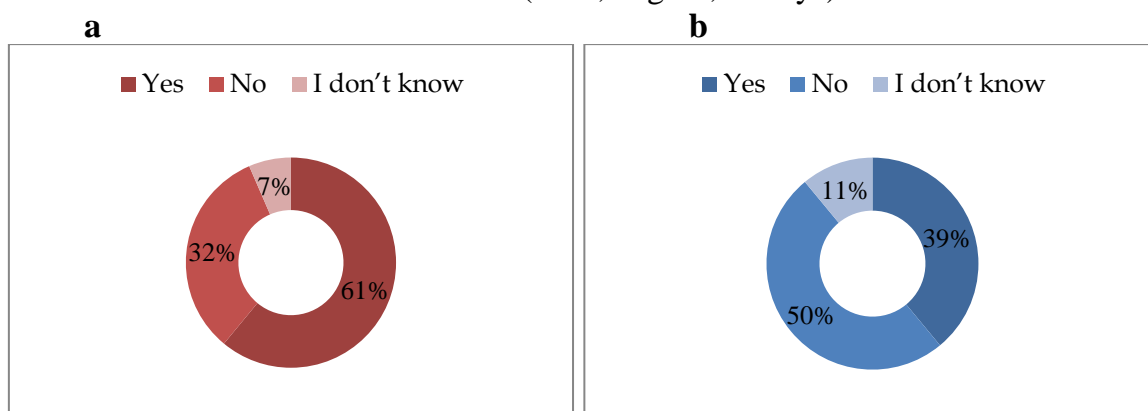 a b
Yes No I don’t know
Yes No I don’t know
7%
32%
61%
11%
39%
50%